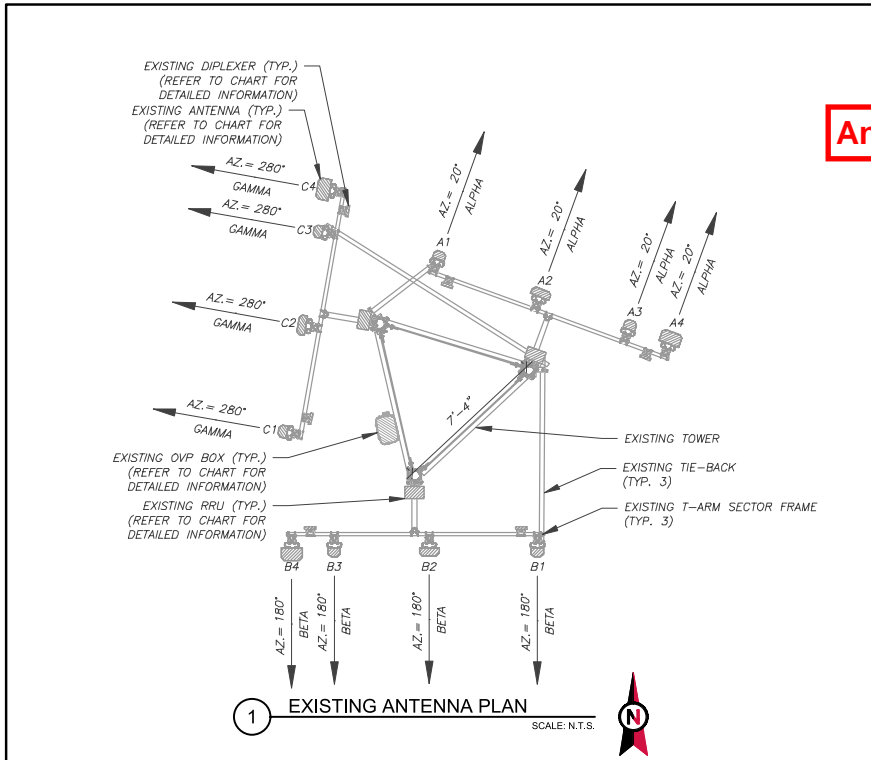 EXISTING DIPLEXER (TYP.)
(REFER TO CHART FOR
DETAILED INFORMATION)
EXISTING ANTENNA (TYP.)
(REFER TO CHART FOR
DETAILED INFORMATION)
AZ.= 280°
GAMMA
C4
AZ.= 280°
GAMMA
C3
AZ.= 280°
GAMMA
C2
AZ.= 280°
GAMMA
C1
A1
AZ.= 20°
ALPHA
A2
AZ.= 20°
ALPHA
A3
AZ.= 20°
ALPHA
A4
AZ.= 20°
ALPHA
7'-4"
EXISTING TOWER
EXISTING TIE-BACK
(TYP. 3)
EXISTING T-ARM SECTOR FRAME
(TYP. 3)
EXISTING OVP BOX (TYP.)
(REFER TO CHART FOR
DETAILED INFORMATION)
EXISTING RRU (TYP.)
(REFER TO CHART FOR
DETAILED INFORMATION)
B4
B3
B2
B1
AZ.= 180°
BETA
AZ.= 180°
BETA
AZ.= 180°
BETA
AZ.= 180°
BETA
1
EXISTING ANTENNA PLAN
SCALE: N.T.S.
N